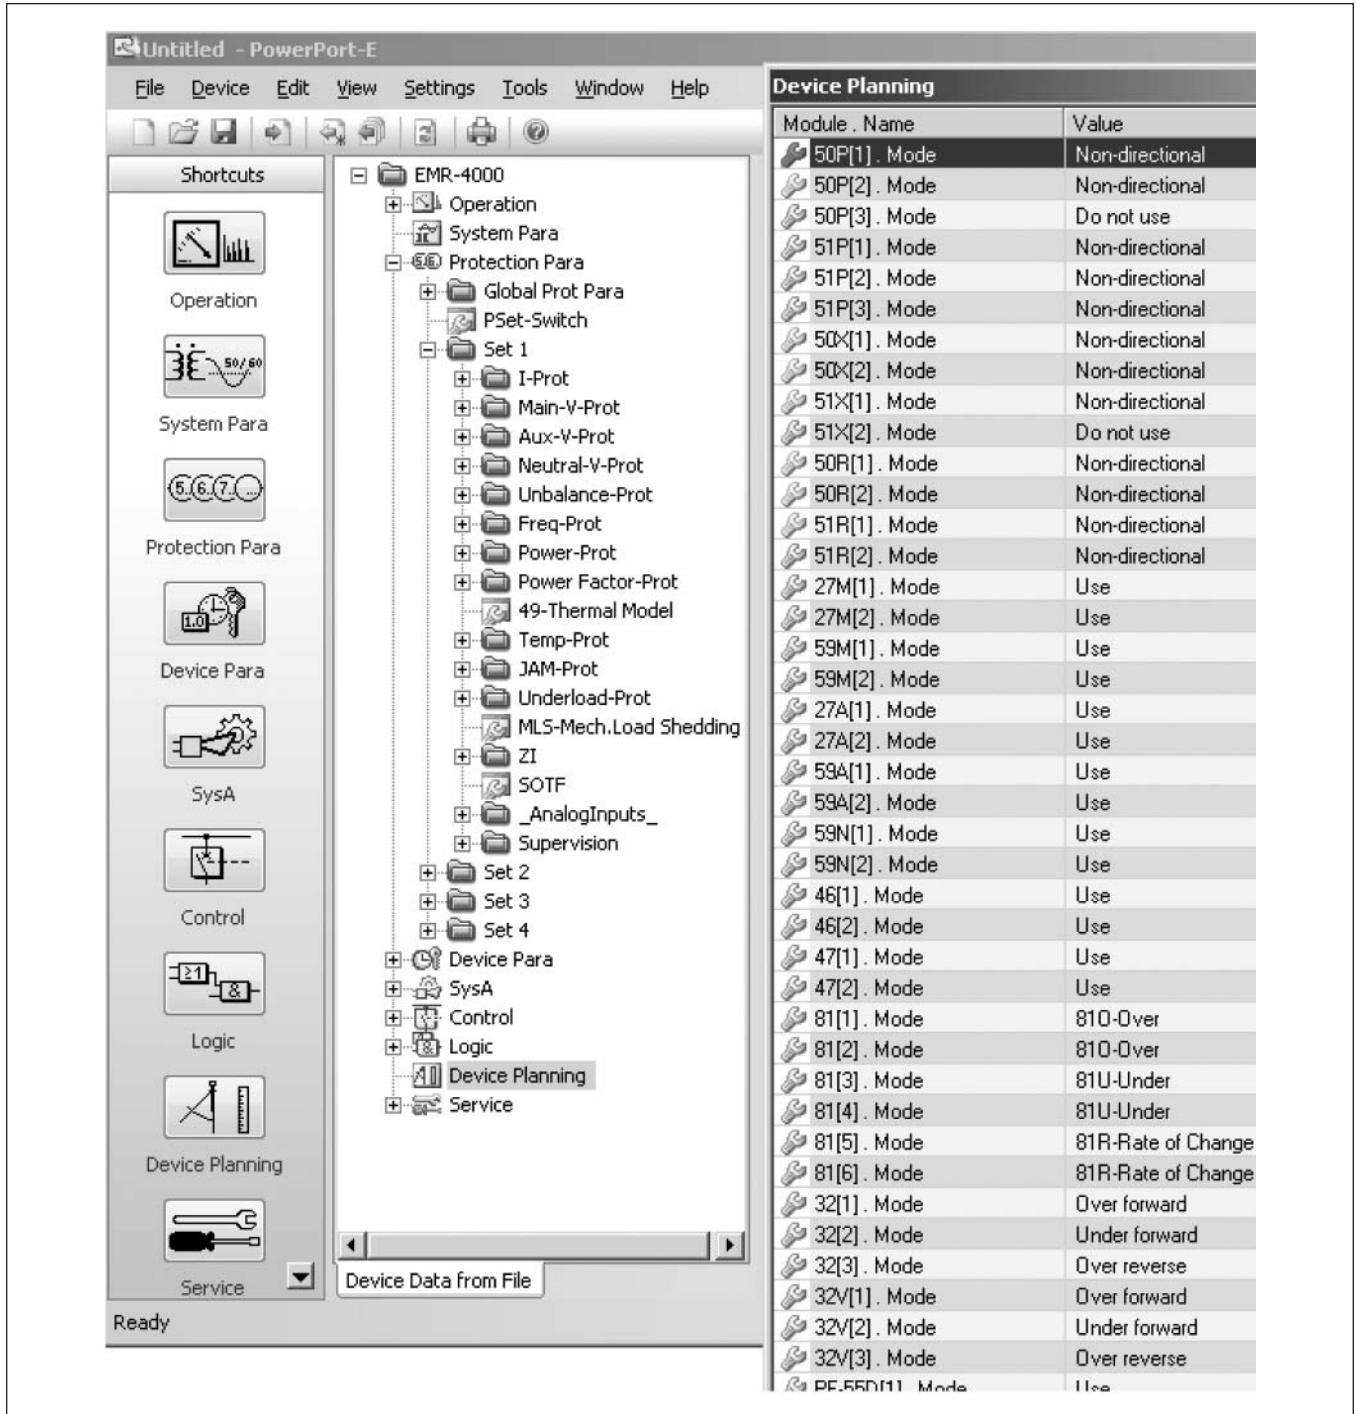 Untitled - PowerPort-E
File Device Edit View Settings Tools Window Help
Shortcuts
Operation
50/60
System Para
5. 6. 7. ...
Protection Para
1.0
Device Para
SysA
Control
≥1
&
Logic
Device Planning
Service
EMR-4000
Operation
System Para
Protection Para
Global Prot Para
PSet-Switch
Set 1
I-Prot
Main-V-Prot
Aux-V-Prot
Neutral-V-Prot
Unbalance-Prot
Freq-Prot
Power-Prot
Power Factor-Prot
49-Thermal Model
Temp-Prot
JAM-Prot
Underload-Prot
MLS-Mech.Load Shedding
ZI
SOTF
_AnalogInputs_
Supervision
Set 2
Set 3
Set 4
Device Para
SysA
Control
Logic
Device Planning
Service
Device Data from File
Ready
Device Planning
Module . Name Value
50P[1] . Mode Non-directional
50P[2] . Mode Non-directional
50P[3] . Mode Do not use
51P[1] . Mode Non-directional
51P[2] . Mode Non-directional
51P[3] . Mode Non-directional
50X[1] . Mode Non-directional
50X[2] . Mode Non-directional
51X[1] . Mode Non-directional
51X[2] . Mode Do not use
50R[1] . Mode Non-directional
50R[2] . Mode Non-directional
51R[1] . Mode Non-directional
51R[2] . Mode Non-directional
27M[1] . Mode Use
27M[2] . Mode Use
59M[1] . Mode Use
59M[2] . Mode Use
27A[1] . Mode Use
27A[2] . Mode Use
59A[1] . Mode Use
59A[2] . Mode Use
59N[1] . Mode Use
59N[2] . Mode Use
46[1] . Mode Use
46[2] . Mode Use
47[1] . Mode Use
47[2] . Mode Use
81[1] . Mode 81O-Over
81[2] . Mode 81O-Over
81[3] . Mode 81U-Under
81[4] . Mode 81U-Under
81[5] . Mode 81R-Rate of Change
81[6] . Mode 81R-Rate of Change
32[1] . Mode Over forward
32[2] . Mode Under forward
32[3] . Mode Over reverse
32V[1] . Mode Over forward
32V[2] . Mode Under forward
32V[3] . Mode Over reverse
PF-55D[1] . Mode Use